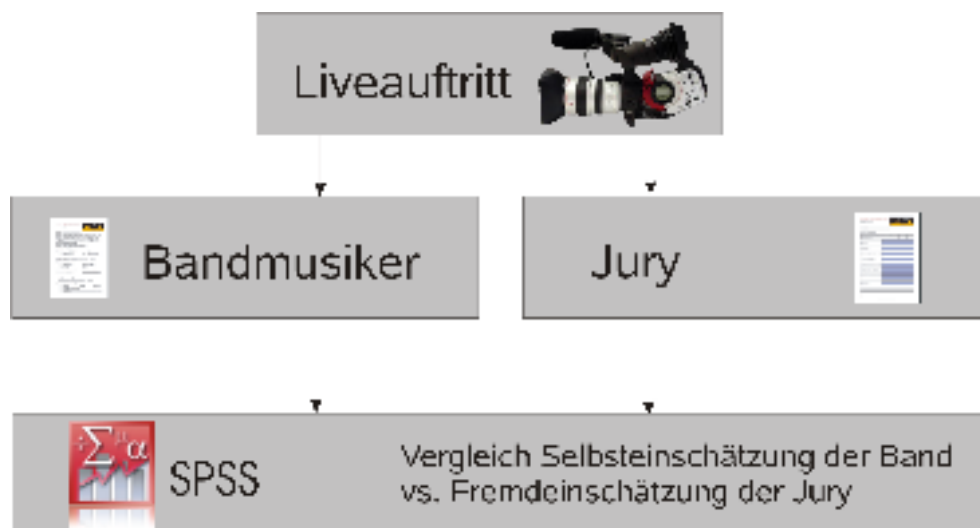 Liveauftritt
Bandmusiker
Jury
SPSS
Vergleich Selbsteinschätzung der Band
vs. Fremdeinschätzung der Jury